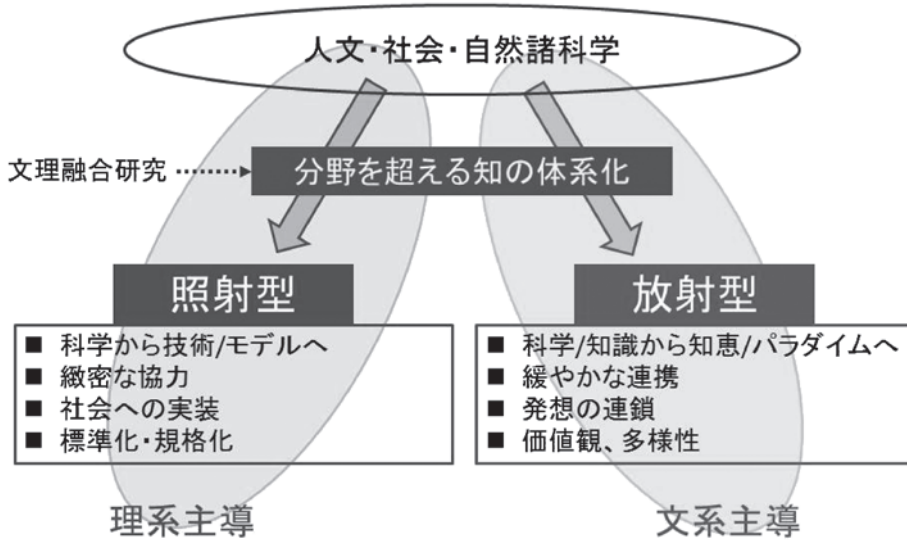 人文・社会・自然諸科学
文理融合研究
分野を超える知の体系化
照射型
■ 科学から技術/モデルへ
■ 緻密な協力
■ 社会への実装
■ 標準化・規格化
理系主導
放射型
■ 科学/知識から知恵/パラダイムへ
■ 緩やかな連携
■ 発想の連鎖
■ 価値観、多様性
文系主導